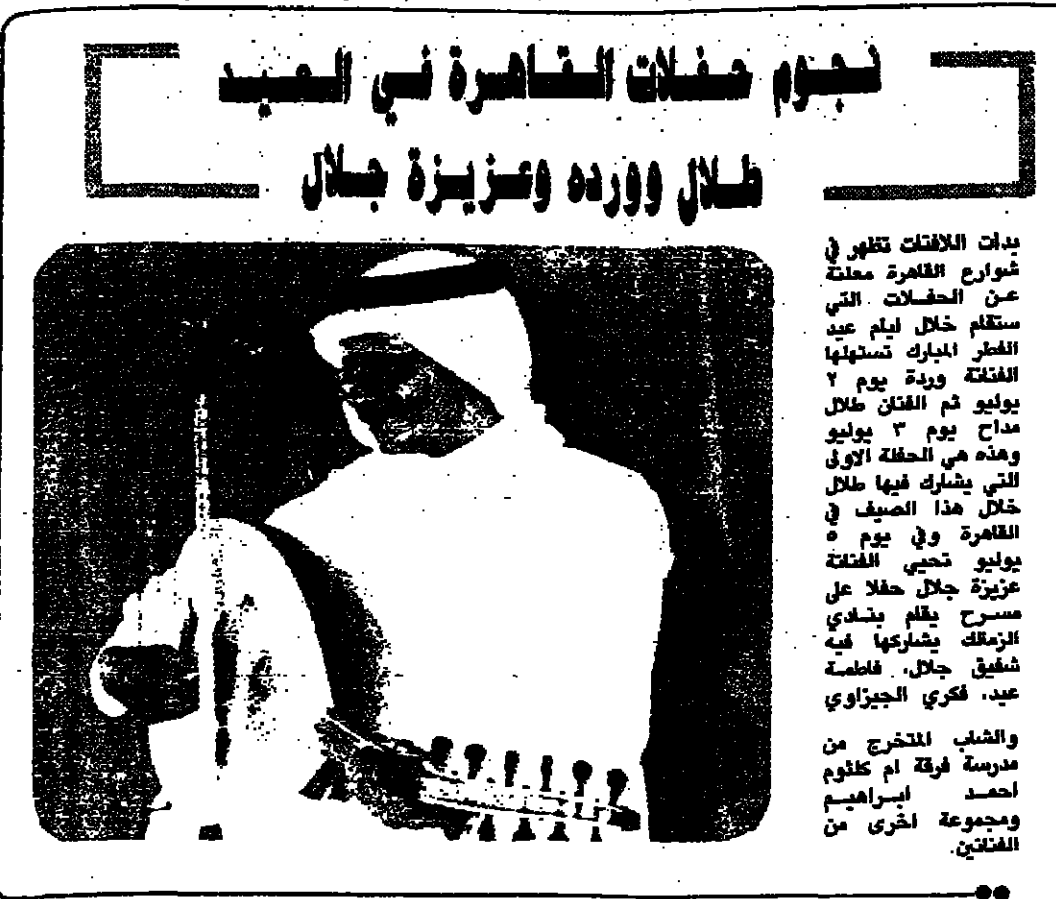 نجوم حفلات القاهرة في العيد
طلال وورده وعزيزة جلال
بدات اللافتات تظهر في
شوارع القاهرة معلنة
عن الحفلات التي
ستقام خلال ايام عيد
الفطر المبارك تستهلها
الفنانة وردة يوم ٢
يوليو ثم الفنان طلال
مداح يوم ٣ يوليو
وهذه هي الحفلة الاولى
التي يشارك فيها طلال
خلال هذا الصيف في
القاهرة وفي يوم ٥
يوليو تحيي الفنانة
عزيزة جلال حفلا على
مسرح يقام بنادي
الزمالك يشاركها فيه
شفيق جلال، فاطمة
عيد، فكري الجيزاوي
والشاب المتخرج من
مدرسة فرقة ام كلثوم
احمد ابراهيم
ومجموعة اخرى من
الفنانين.